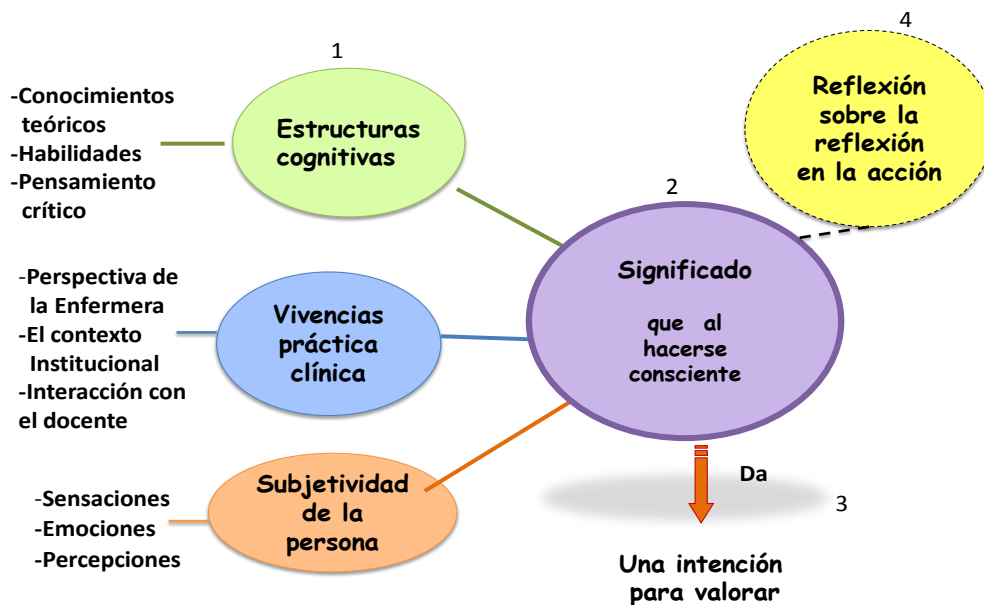 1
-Conocimientos
teóricos
-Habilidades
-Pensamiento
crítico
Estructuras
cognitivas
-Perspectiva de
la Enfermera
-El contexto
Institucional
-Interacción con
el docente
Vivencias
práctica
clínica
-Sensaciones
-Emociones
-Percepciones
Subjetividad
de la
persona
2
Significado
que al
hacerse
consciente
Da
3
Una intención
para valorar
4
Reflexión
sobre la
reflexión
en la acción